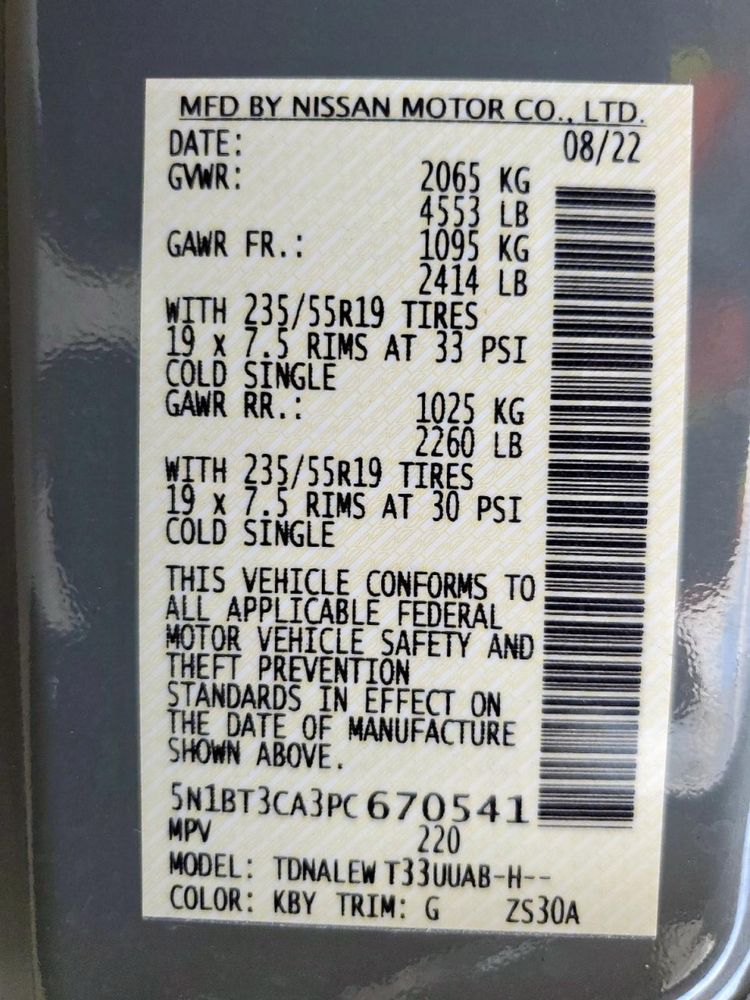 MFD BY NISSAN MOTOR CO., LTD.
DATE: 08/22
GVWR: 2065 KG
4553 LB
GAWR FR.: 1095 KG
2414 LB
WITH 235/55R19 TIRES
19 x 7.5 RIMS AT 33 PSI
COLD SINGLE
GAWR RR.: 1025 KG
2260 LB
WITH 235/55R19 TIRES
19 x 7.5 RIMS AT 30 PSI
COLD SINGLE
THIS VEHICLE CONFORMS TO
ALL APPLICABLE FEDERAL
MOTOR VEHICLE SAFETY AND
THEFT PREVENTION
STANDARDS IN EFFECT ON
THE DATE OF MANUFACTURE
SHOWN ABOVE.
5N1BT3CA3PC670541
MPV 220
MODEL: TDNALEW T33UUAB-H--
COLOR: KBY TRIM: G ZS30A